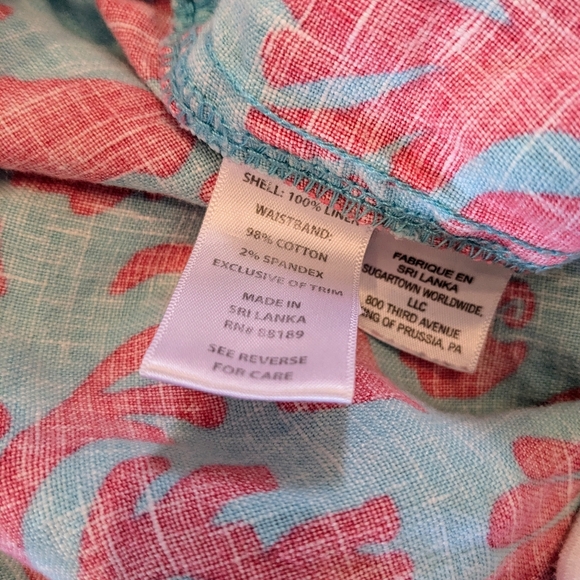 SHELL: 100% LINEN
WAISTBAND:
98% COTTON
2% SPANDEX
EXCLUSIVE OF TRIM
MADE IN
SRI LANKA
RN# 88189
SEE REVERSE
FOR CARE
FABRIQUE EN
SRI LANKA
SUGARTOWN WORLDWIDE,
LLC
800 THIRD AVENUE
ING OF PRUSSIA, PA